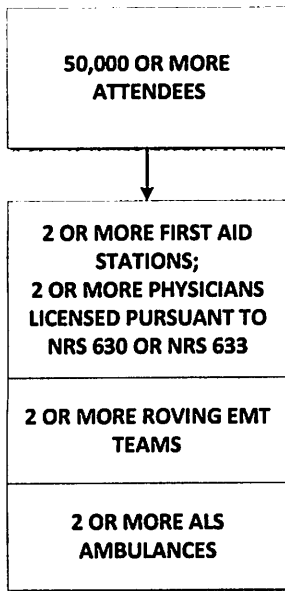 50,000 OR MORE
ATTENDEES
2 OR MORE FIRST AID
STATIONS;
2 OR MORE PHYSICIANS
LICENSED PURSUANT TO
NRS 630 OR NRS 633
2 OR MORE ROVING EMT
TEAMS
2 OR MORE ALS
AMBULANCES